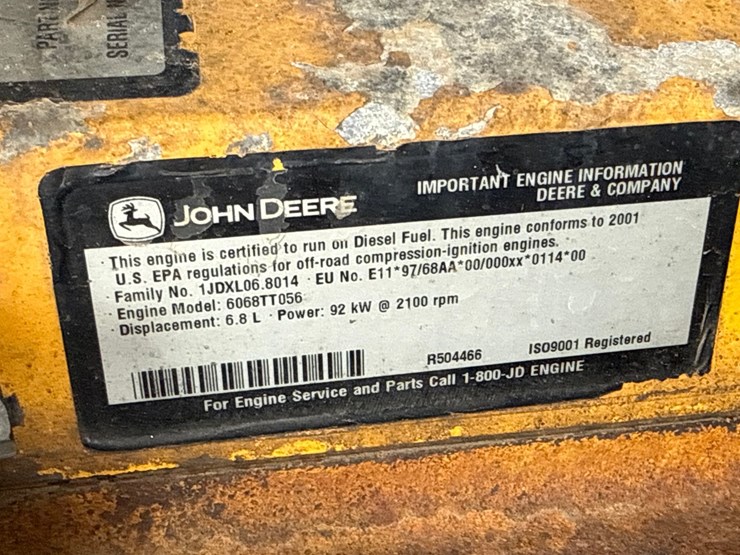 PART N
SERIAL N
JOHN DEERE
IMPORTANT ENGINE INFORMATION
DEERE & COMPANY
· This engine is certified to run on Diesel Fuel. This engine conforms to 2001
U.S. EPA regulations for off-road compression-ignition engines.
· Family No. 1JDXL06.8014 · EU No. E11*97/68AA*00/000xx*0114*00
· Engine Model: 6068TT056
· Displacement: 6.8 L · Power: 92 kW @ 2100 rpm
R504466
ISO9001 Registered
For Engine Service and Parts Call 1-800-JD ENGINE